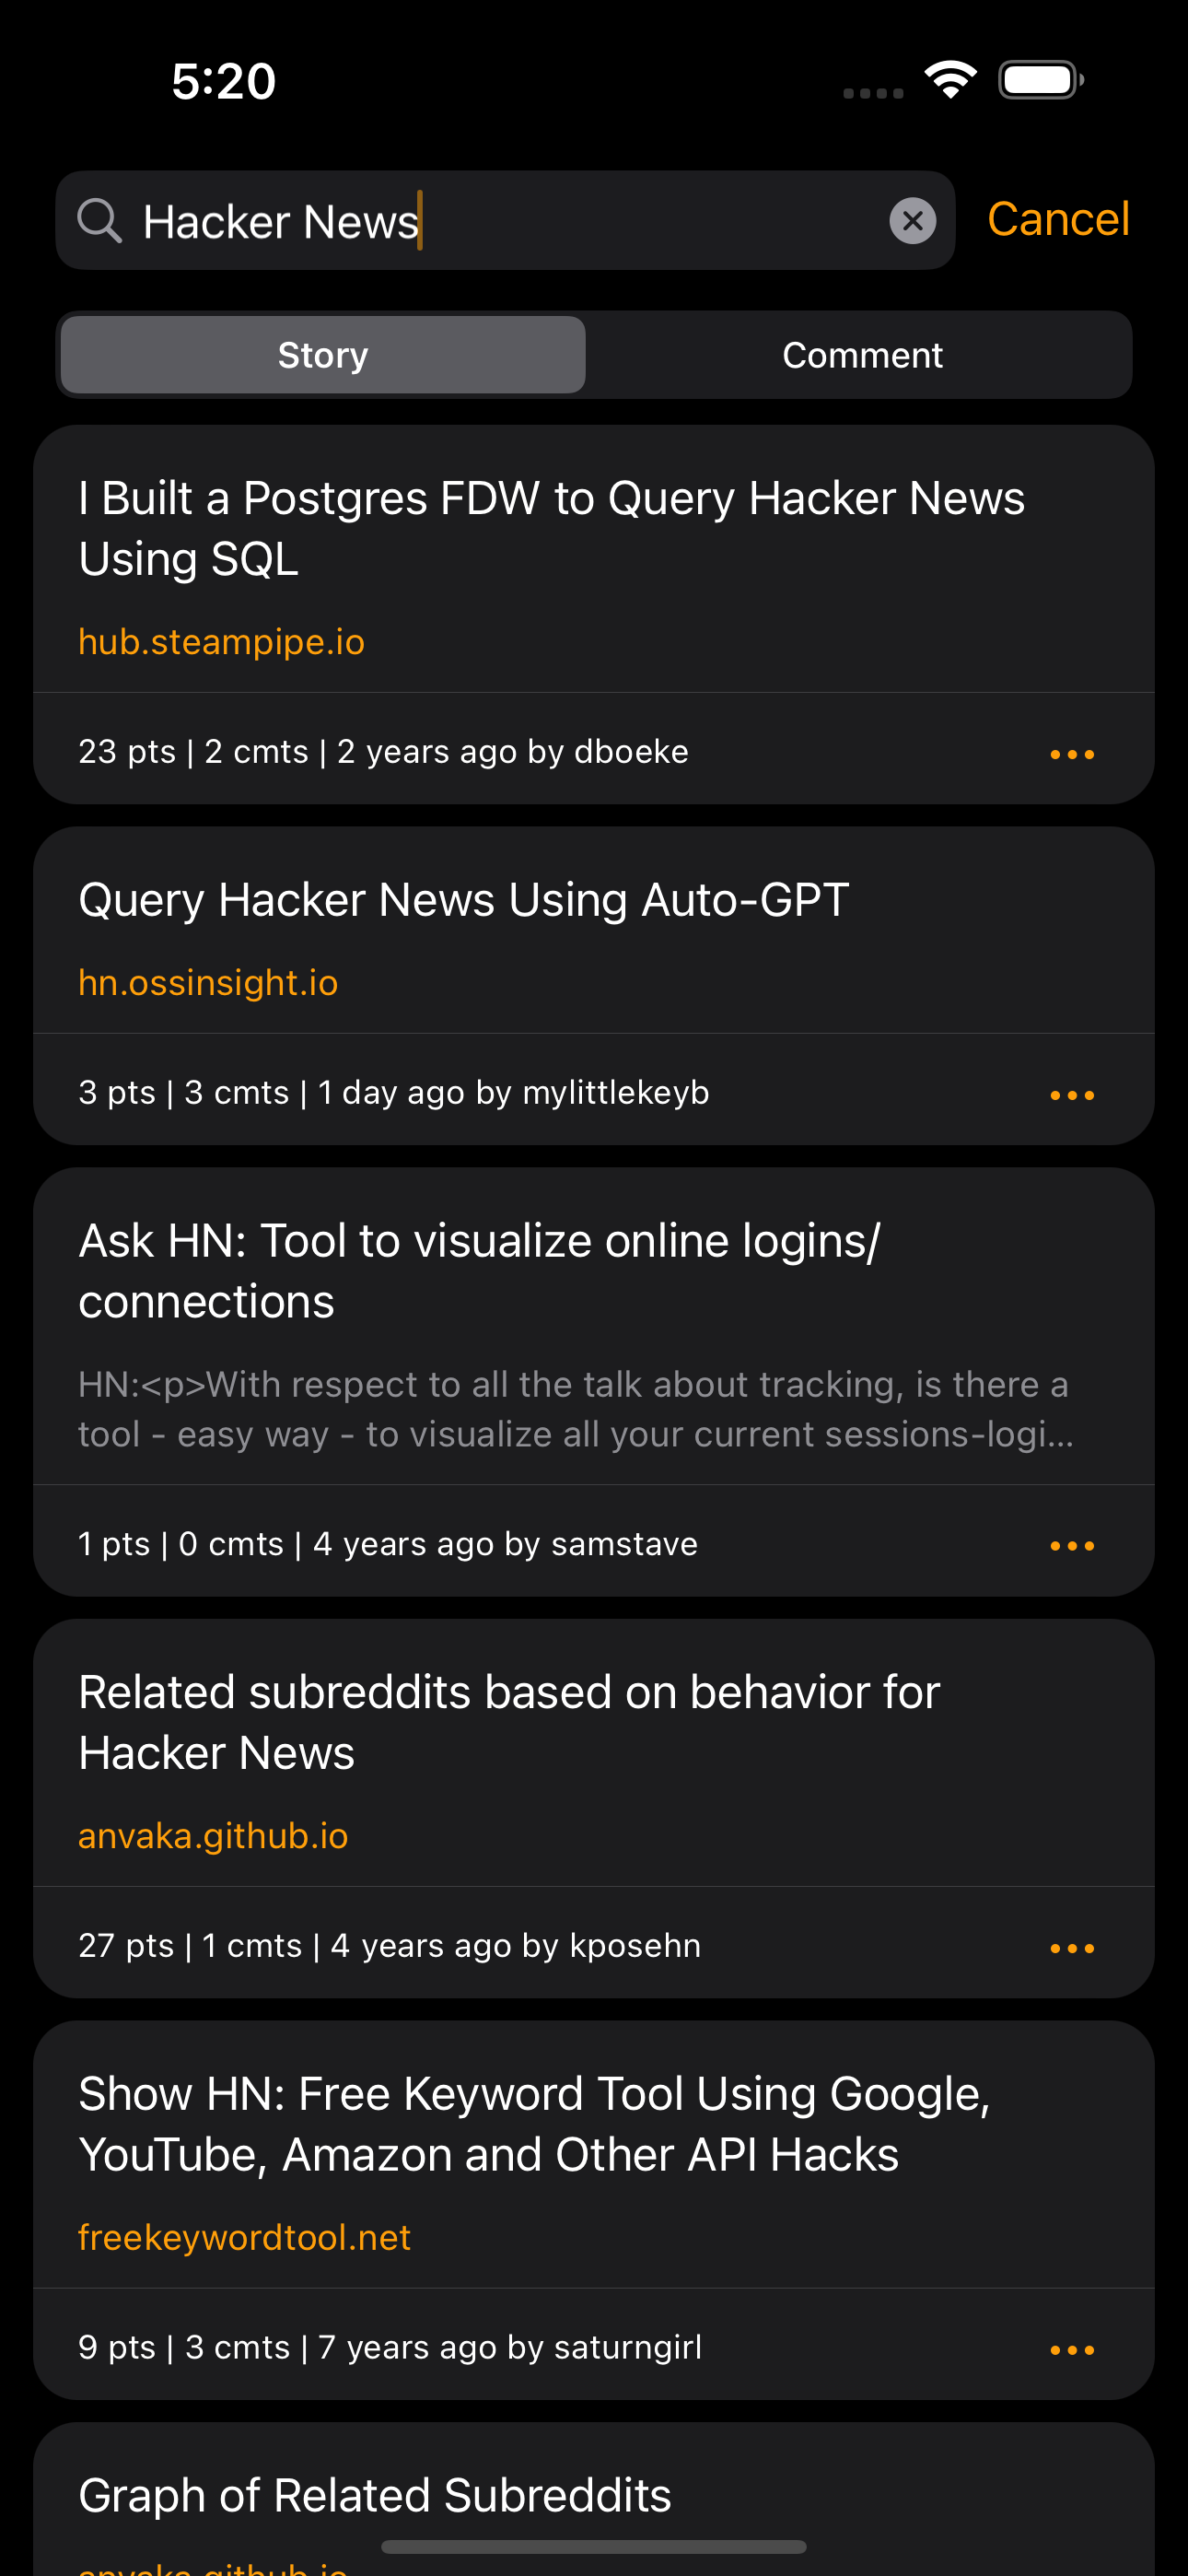 5:20
Hacker News
Cancel
Story
Comment
I Built a Postgres FDW to Query Hacker News
Using SQL
hub.steampipe.io
23 pts | 2 cmts | 2 years ago by dboeke
Query Hacker News Using Auto-GPT
hn.ossinsight.io
3 pts | 3 cmts | 1 day ago by mylittlekeyb
Ask HN: Tool to visualize online logins/
connections
HN:<p>With respect to all the talk about tracking, is there a
tool - easy way - to visualize all your current sessions-logi...
1 pts | 0 cmts | 4 years ago by samstave
Related subreddits based on behavior for
Hacker News
anvaka.github.io
27 pts | 1 cmts | 4 years ago by kposehn
Show HN: Free Keyword Tool Using Google,
YouTube, Amazon and Other API Hacks
freekeywordtool.net
9 pts | 3 cmts | 7 years ago by saturngirl
Graph of Related Subreddits
anvaka.github.io